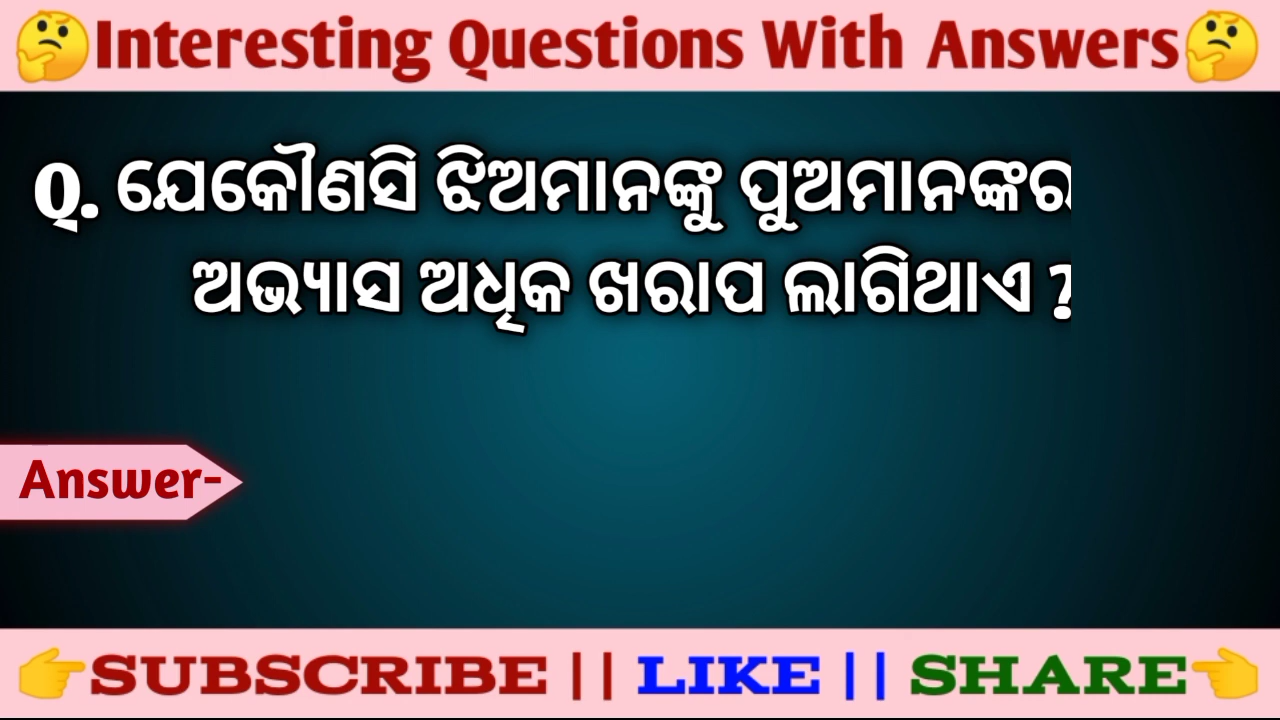 Interesting Questions With Answers
Q. ଯେକୌଣସି ଝିଅମାନଙ୍କୁ ପୁଅମାନଙ୍କର
ଅଭ୍ୟାସ ଅଧିକ ଖରାପ ଲାଗିଥାଏ ?
Answer-
SUBSCRIBE || LIKE || SHARE